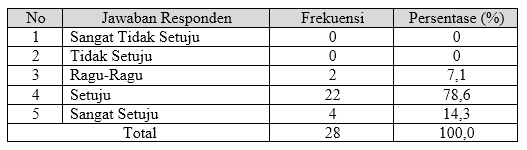 No Jawaban Responden Frekuensi Persentase (%)
1 Sangat Tidak Setuju 0 0
2 Tidak Setuju 0 0
3 Ragu-Ragu 2 7,1
4 Setuju 22 78,6
5 Sangat Setuju 4 14,3
Total 28 100,0